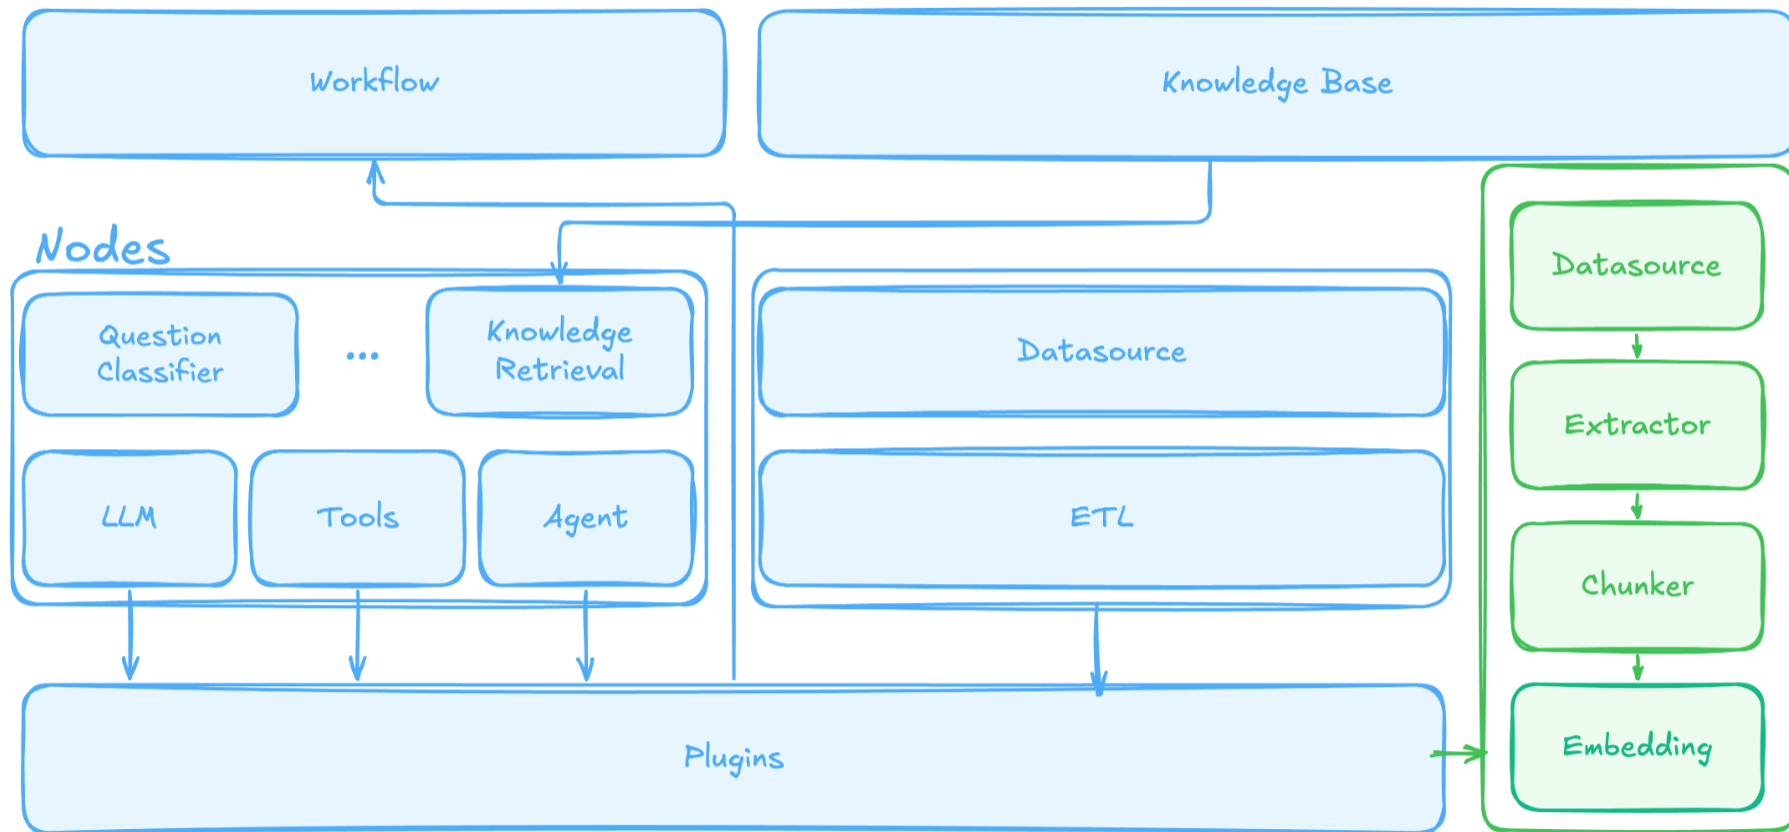 Workflow
Knowledge Base
Nodes
Question
Classifier
...
Knowledge
Retrieval
LLM
Tools
Agent
Datasource
ETL
Plugins
Datasource
Extractor
Chunker
Embedding